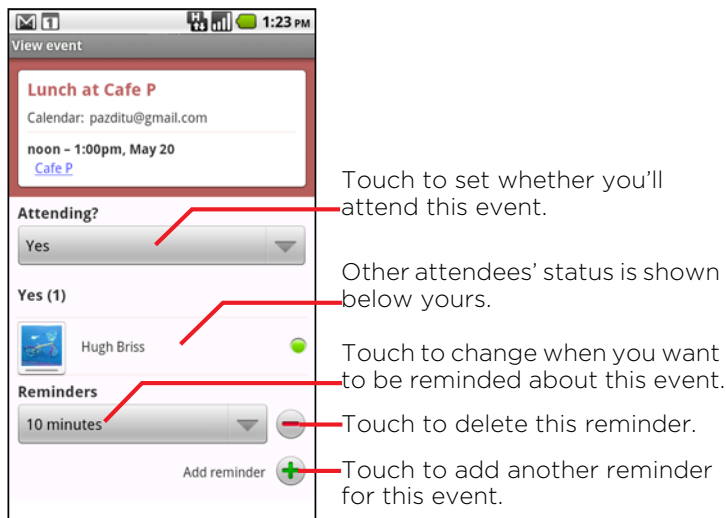 1 1:23 PM
View event
Lunch at Cafe P
Calendar: pazditu@gmail.com
noon – 1:00pm, May 20
Cafe P
Attending?
Yes
Yes (1)
Hugh Briss
Reminders
10 minutes
Add reminder
Touch to set whether you’ll
attend this event.
Other attendees’ status is shown
below yours.
Touch to change when you want
to be reminded about this event.
Touch to delete this reminder.
Touch to add another reminder
for this event.